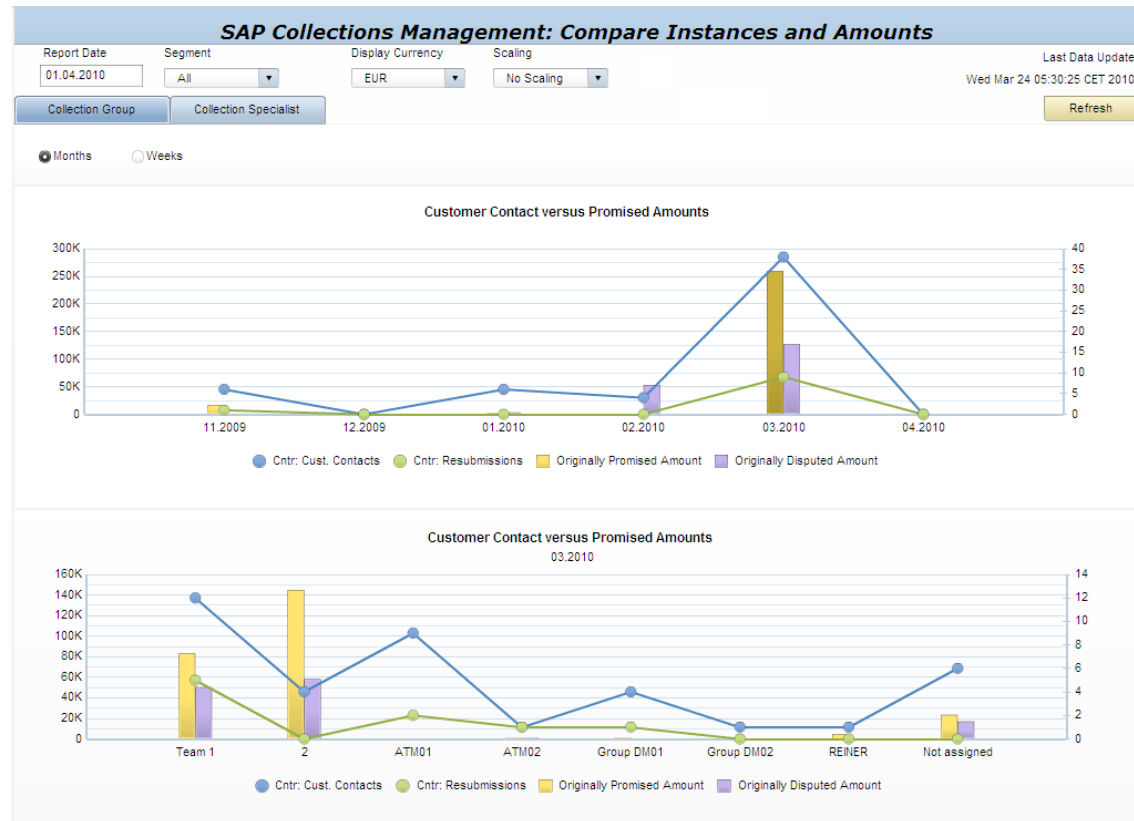 SAP Collections Management: Compare Instances and Amounts
Report Date Segment Display Currency Scaling Last Data Update
01.04.2010 All EUR No Scaling Wed Mar 24 05:30:25 CET 2010
Collection Group Collection Specialist Refresh
Months Weeks
Customer Contact versus Promised Amounts
300K 40
250K 35
200K 30
150K 25
100K 20
50K 15
0 10
5
0
11.2009 12.2009 01.2010 02.2010 03.2010 04.2010
Cntr: Cust. Contacts Cntr: Resubmissions Originally Promised Amount Originally Disputed Amount
Customer Contact versus Promised Amounts
03.2010
160K 14
140K 12
120K 10
100K 8
80K 6
60K 4
40K 2
20K 0
0
Team 1 2 ATM01 ATM02 Group DM01 Group DM02 REINER Not assigned
Cntr: Cust. Contacts Cntr: Resubmissions Originally Promised Amount Originally Disputed Amount